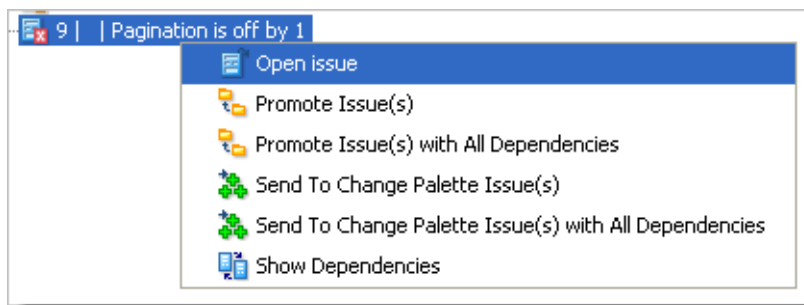 9 | | Pagination is off by 1
Open issue
Promote Issue(s)
Promote Issue(s) with All Dependencies
Send To Change Palette Issue(s)
Send To Change Palette Issue(s) with All Dependencies
Show Dependencies